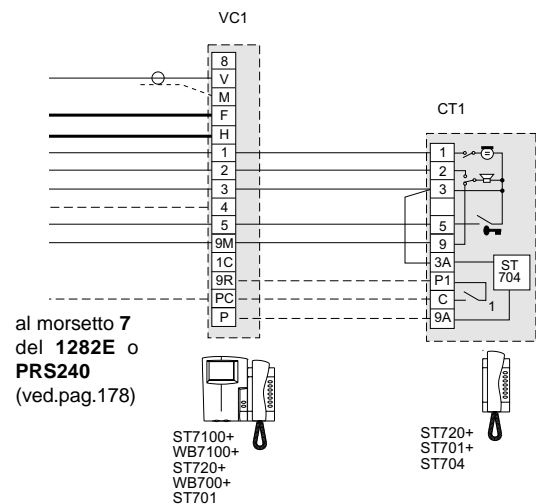 VC1
8
V
M
F
H
1
2
3
4
5
9M
1C
9R
PC
P
CT1
1
2
3
5
9
3A
P1
C
9A
ST
704
1
al morsetto 7
del 1282E o
PRS240
(ved.pag.178)
ST7100+
WB7100+
ST720+
WB700+
ST701
ST720+
ST701+
ST704